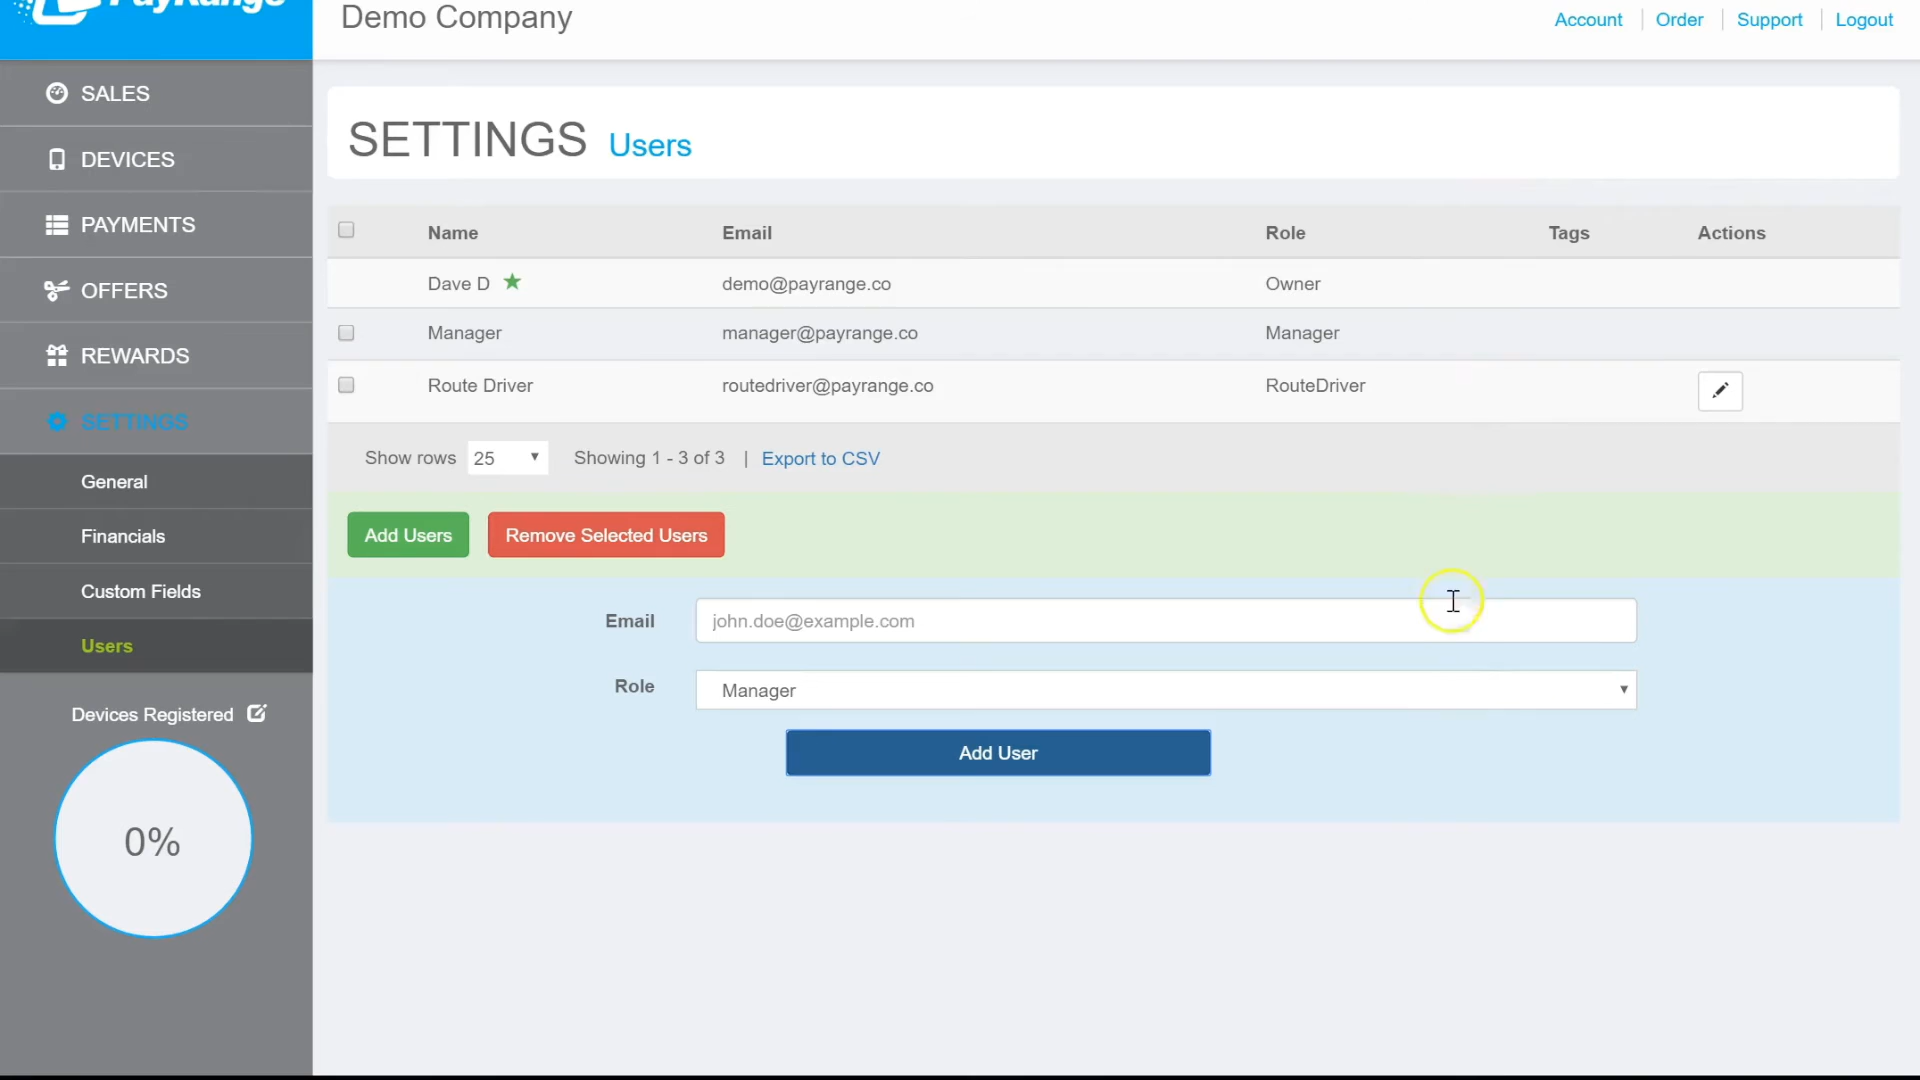 PayRange
Demo Company
Account
Order
Support
Logout
SALES
DEVICES
PAYMENTS
OFFERS
REWARDS
SETTINGS
General
Financials
Custom Fields
Users
Devices Registered
0%
SETTINGS Users
Name Email Role Tags Actions
Dave D demo@payrange.co Owner
Manager manager@payrange.co Manager
Route Driver routedriver@payrange.co RouteDriver
Show rows 25 Showing 1 - 3 of 3 | Export to CSV
Add Users Remove Selected Users
Email john.doe@example.com
Role Manager
Add User